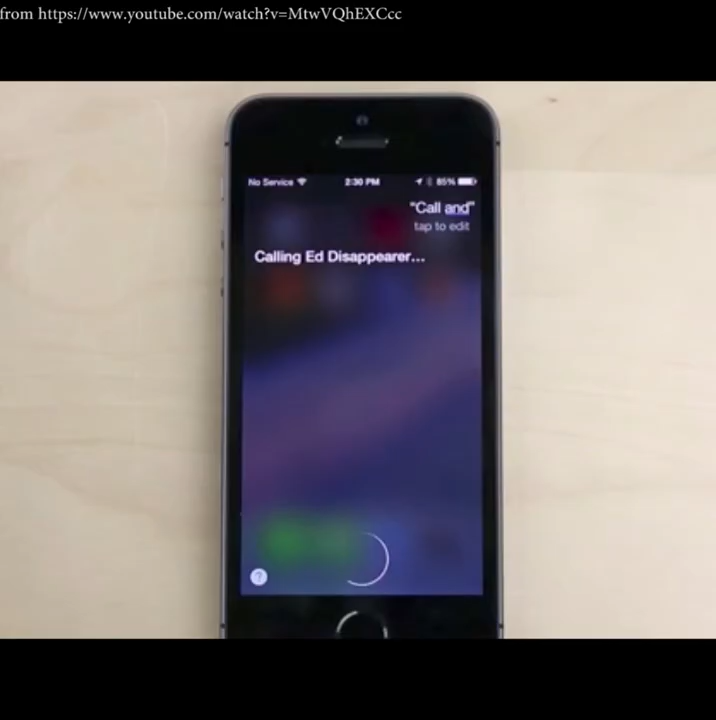 from https://www.youtube.com/watch?v=MtwVQhEXCcc
No Service 2:30 PM 85%
"Call and"
tap to edit
Calling Ed Disappearer...
?